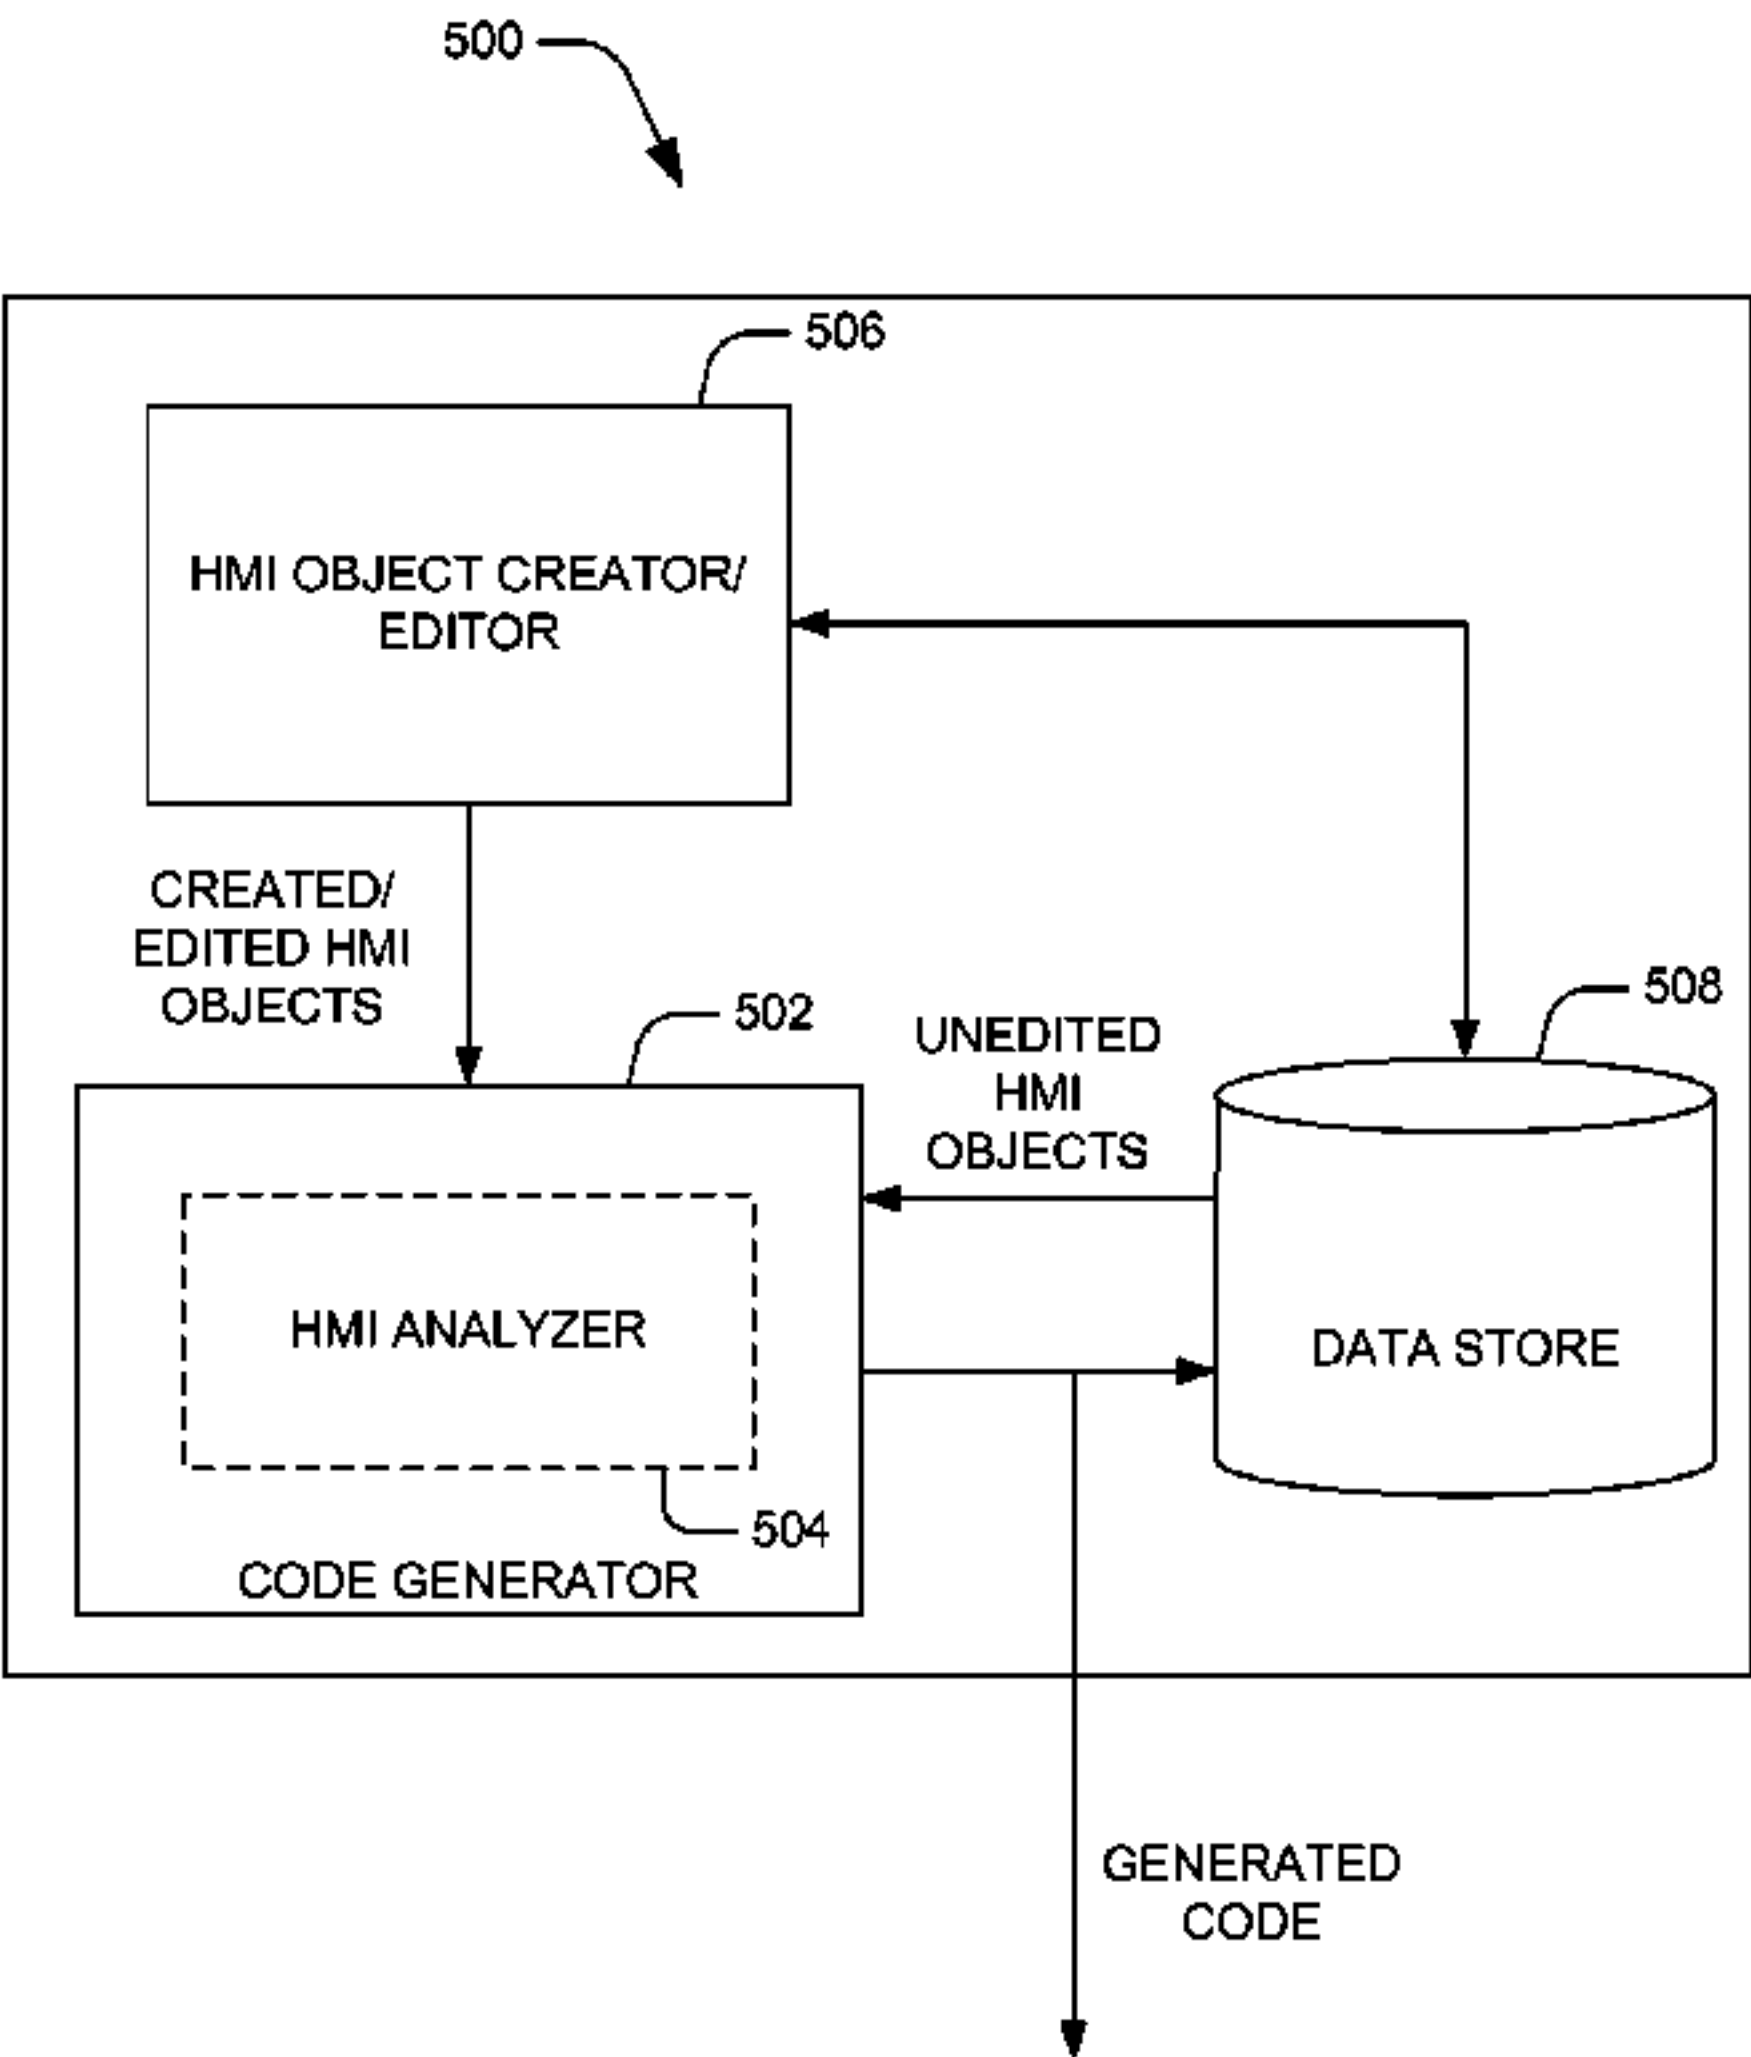 500
506
HMI OBJECT CREATOR/
EDITOR
CREATED/
EDITED HMI
OBJECTS
502
UNEDITED
HMI
OBJECTS
508
HMI ANALYZER
DATA STORE
504
CODE GENERATOR
GENERATED
CODE